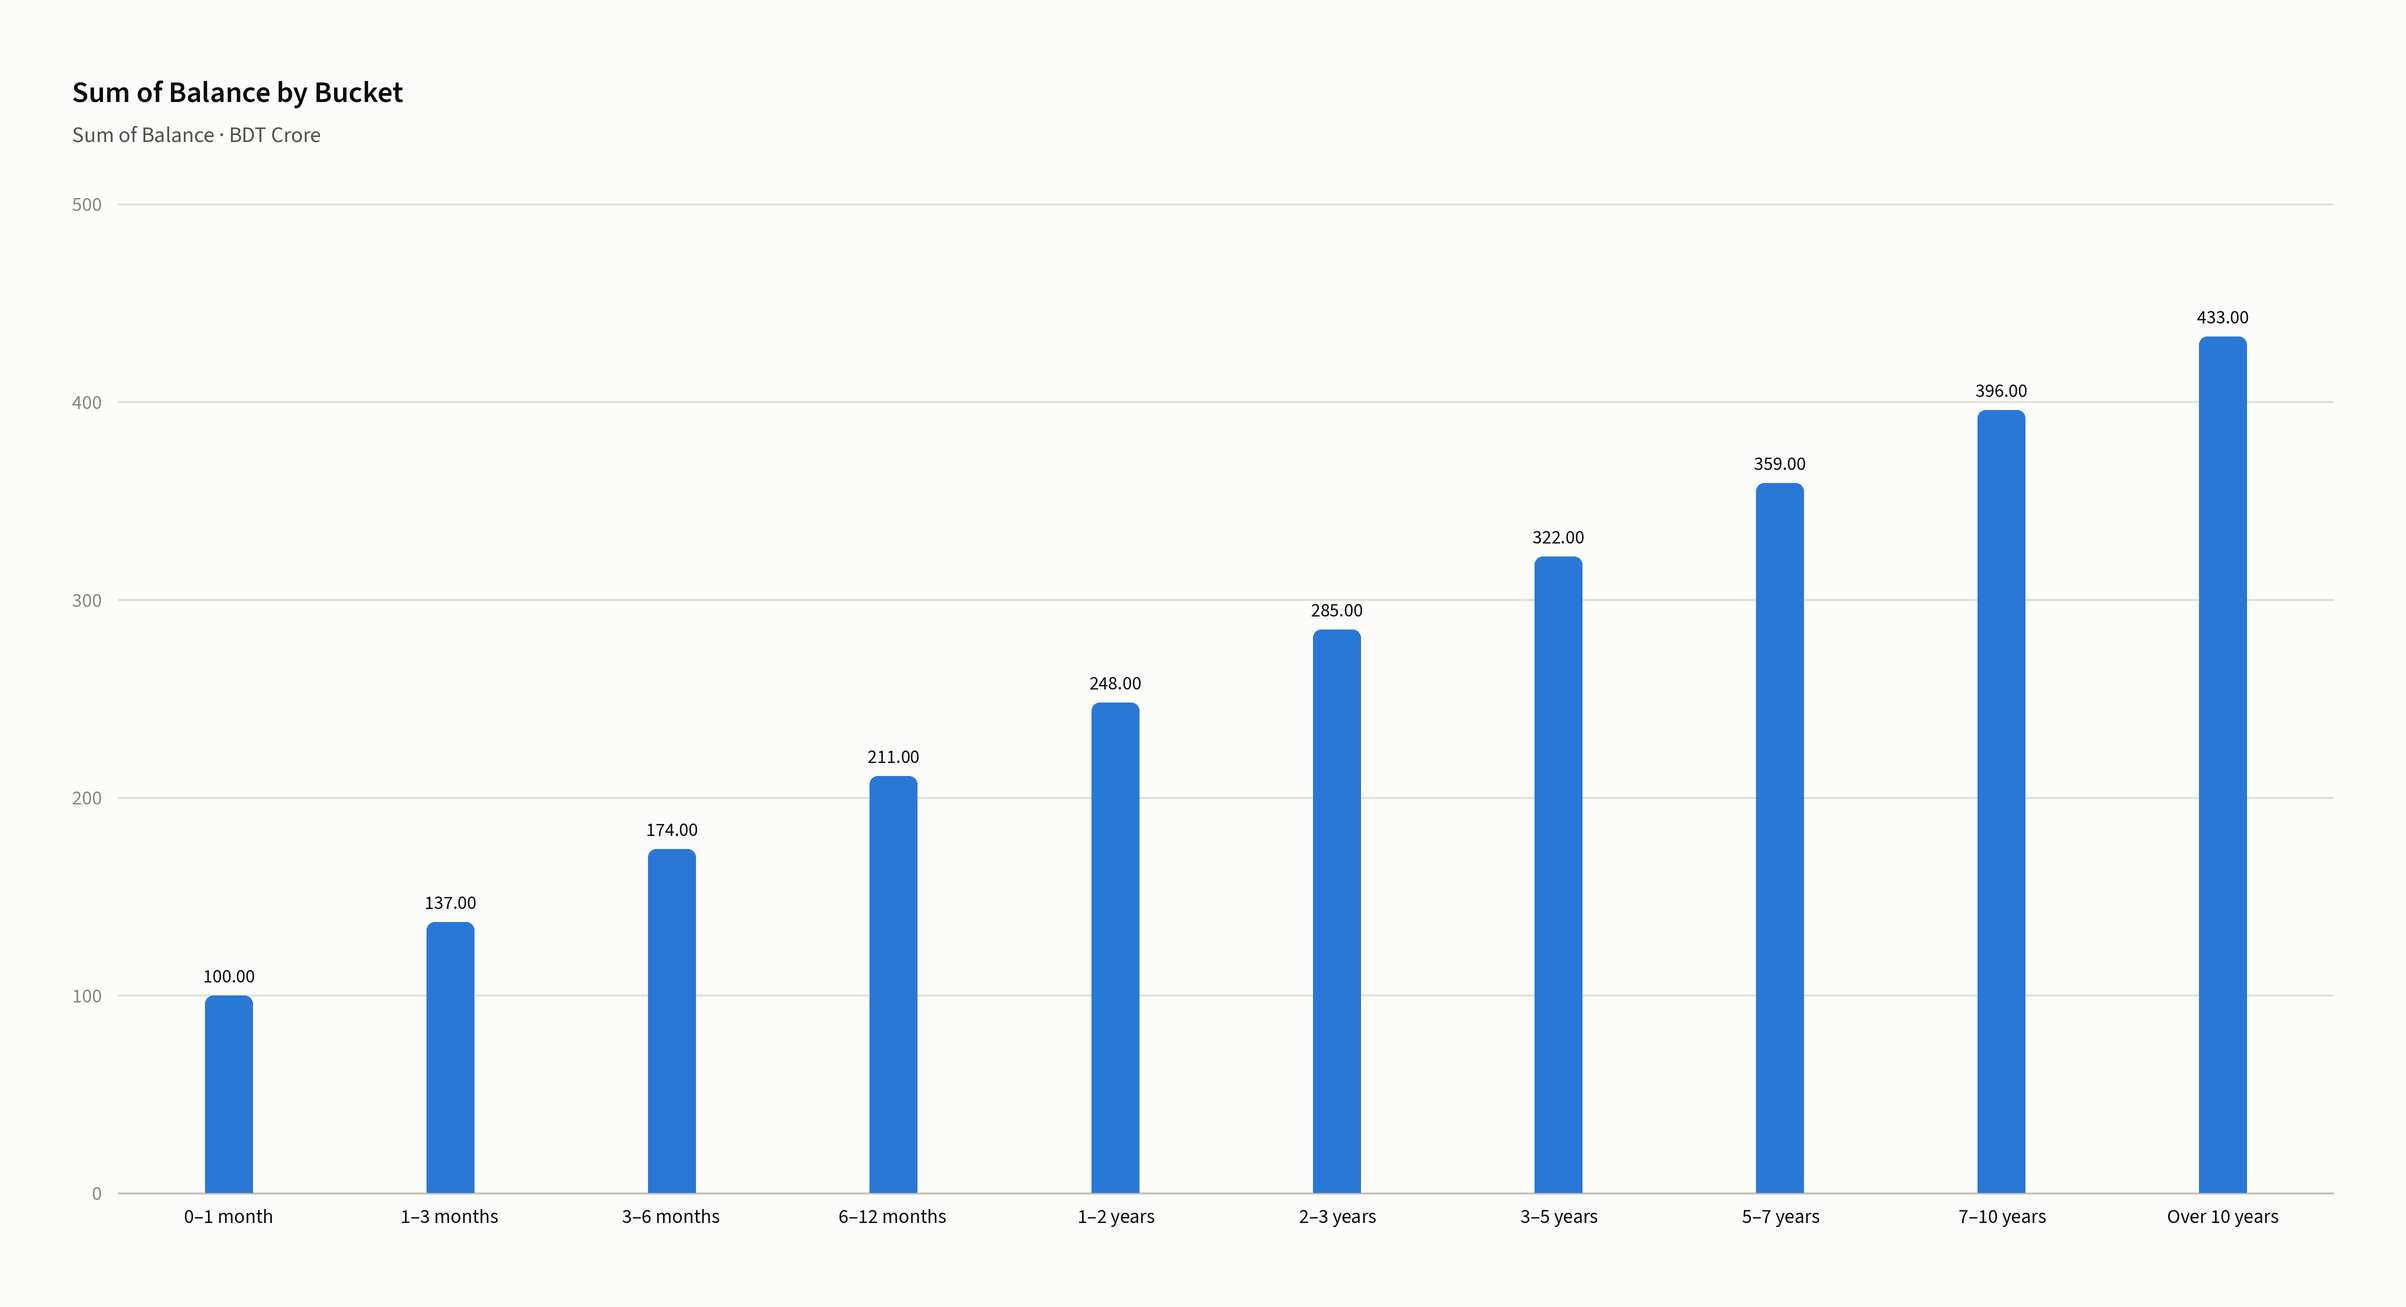 Sum of Balance by Bucket
Sum of Balance · BDT Crore
500
400
300
200
100
0
100.00
137.00
174.00
211.00
248.00
285.00
322.00
359.00
396.00
433.00
0–1 month
1–3 months
3–6 months
6–12 months
1–2 years
2–3 years
3–5 years
5–7 years
7–10 years
Over 10 years